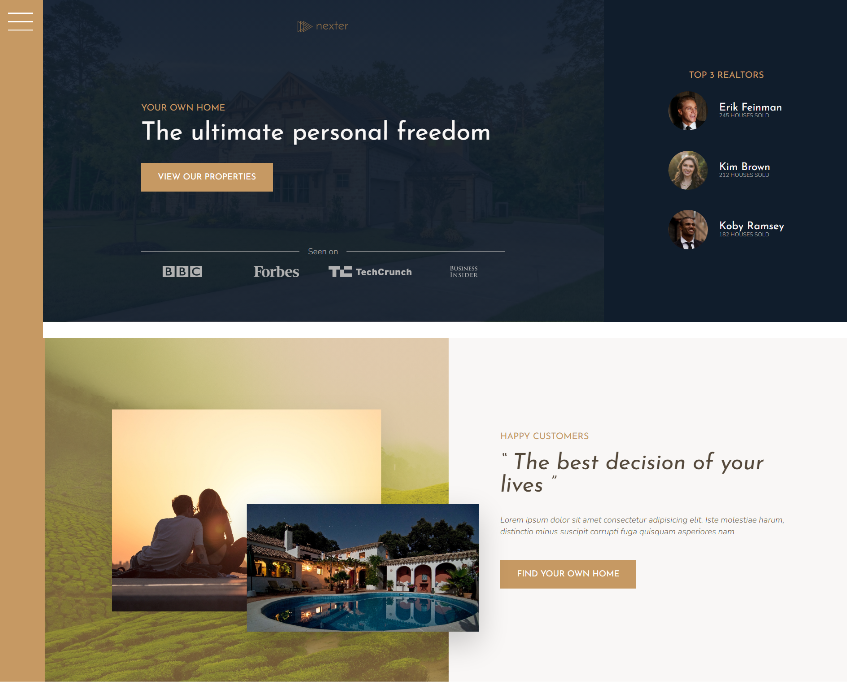 nexter
YOUR OWN HOME
The ultimate personal freedom
VIEW OUR PROPERTIES
Seen on
BBC
Forbes
TechCrunch
BUSINESS
INSIDER
TOP 3 REALTORS
Erik Feinman
245 HOUSES SOLD
Kim Brown
212 HOUSES SOLD
Koby Ramsey
182 HOUSES SOLD
HAPPY CUSTOMERS
“ The best decision of your
lives ”
Lorem ipsum dolor sit amet consectetur adipisicing elit. Iste molestiae harum,
distinctio minus suscipit corrupti fuga quisquam asperiores nam
FIND YOUR OWN HOME